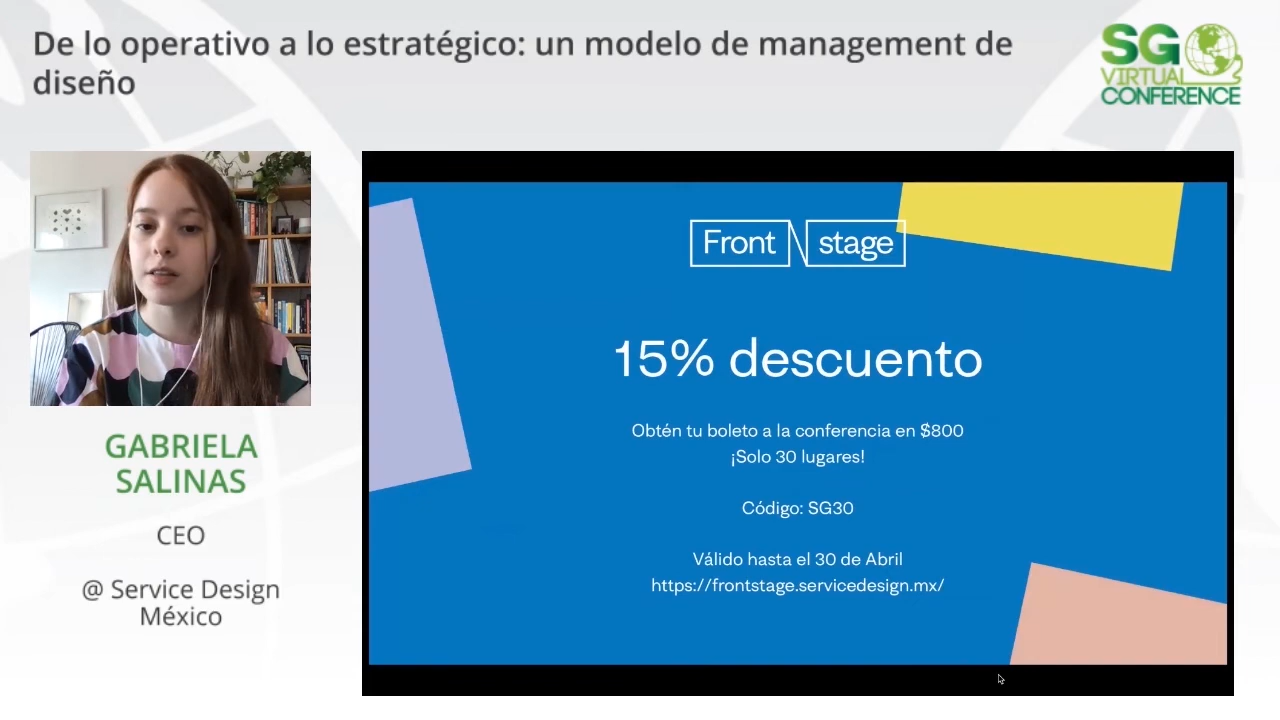 De lo operativo a lo estratégico: un modelo de management de
diseño
SG
VIRTUAL
CONFERENCE
GABRIELA
SALINAS
CEO
@ Service Design
México
Front stage
15% descuento
Obtén tu boleto a la conferencia en $800
¡Solo 30 lugares!
Código: SG30
Válido hasta el 30 de Abril
https://frontstage.servicedesign.mx/